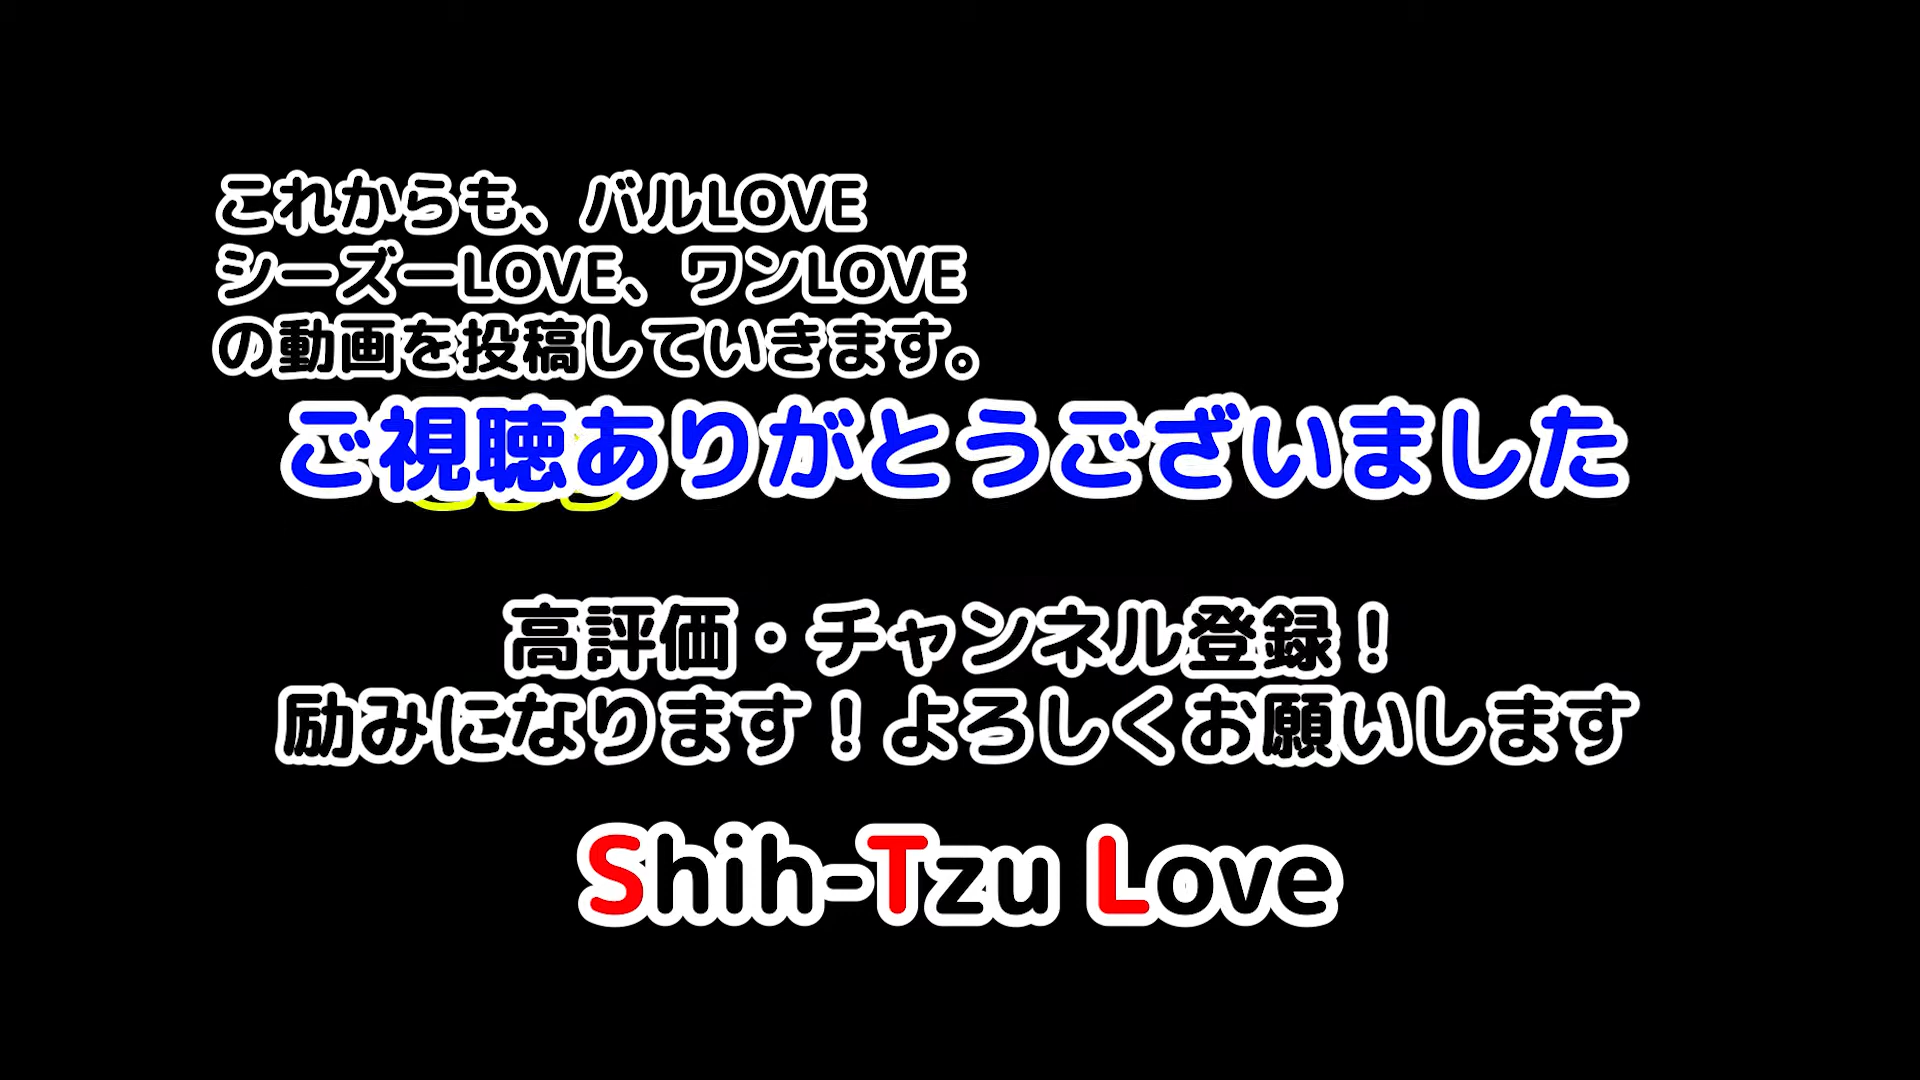 これからも、バルLOVE
シーズーLOVE、ワンLOVE
の動画を投稿していきます。
ご視聴ありがとうございました
高評価・チャンネル登録！
励みになります！よろしくお願いします
Shih-Tzu Love